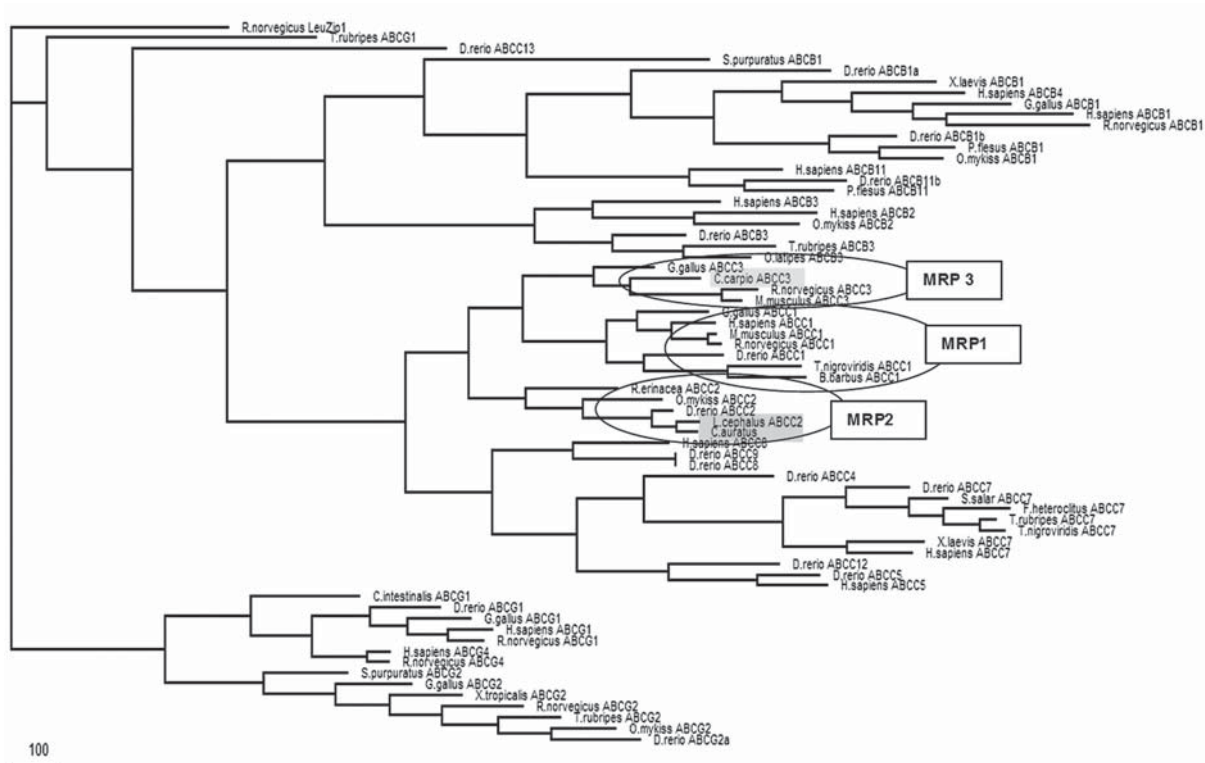 R.norvegicus LeuZip1
T.rubripes ABCG1
D.rerio ABCC13
S.purpuratus ABCB1
D.rerio ABCB1a
X.laevis ABCB1
H.sapiens ABCB4
G.gallus ABCB1
H.sapiens ABCB1
R.norvegicus ABCB1
D.rerio ABCB1b
P.flesus ABCB1
O.mykiss ABCB1
H.sapiens ABCB11
D.rerio ABCB11b
P.flesus ABCB11
H.sapiens ABCB3
H.sapiens ABCB2
O.mykiss ABCB2
D.rerio ABCB3
T.rubripes ABCB3
O.latipes ABCB3
G.gallus ABCC3
C.carpio ABCC3
MRP 3
R.norvegicus ABCC3
M.musculus ABCC3
G.gallus ABCC1
H.sapiens ABCC1
M.musculus ABCC1
R.norvegicus ABCC1
MRP1
D.rerio ABCC1
T.nigroviridis ABCC1
B.barbus ABCC1
R.erinacea ABCC2
O.mykiss ABCC2
D.rerio ABCC2
L.cephalus ABCC2
MRP2
C.auratus
H.sapiens ABCC8
D.rerio ABCC9
D.rerio ABCC8
D.rerio ABCC4
D.rerio ABCC7
S.salar ABCC7
F.heteroclitus ABCC7
T.rubripes ABCC7
T.nigroviridis ABCC7
X.laevis ABCC7
H.sapiens ABCC7
D.rerio ABCC12
D.rerio ABCC5
H.sapiens ABCC5
C.intestinalis ABCG1
D.rerio ABCG1
G.gallus ABCG1
H.sapiens ABCG1
R.norvegicus ABCG1
H.sapiens ABCG4
R.norvegicus ABCG4
S.purpuratus ABCG2
G.gallus ABCG2
X.tropicalis ABCG2
R.norvegicus ABCG2
T.rubripes ABCG2
O.mykiss ABCG2
D.rerio ABCG2a
100